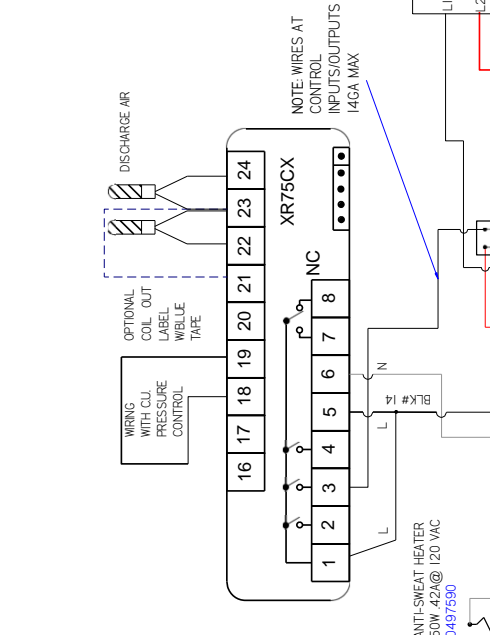 NOTE: WIRES AT
CONTROL
INPUTS/OUTPUTS
14GA MAX
L1
L2
DISCHARGE AIR
OPTIONAL
COIL OUT
LABEL
W/BLUE
TAPE
WIRING
WITH C.U.
PRESSURE
CONTROL
24
23
22
21
20
19
18
17
16
XR75CX
NC
8
7
6
5
4
3
2
1
N
L
BLK# 14
L
ANTI-SWEAT HEATER
50W .42A@ 120 VAC
0497590